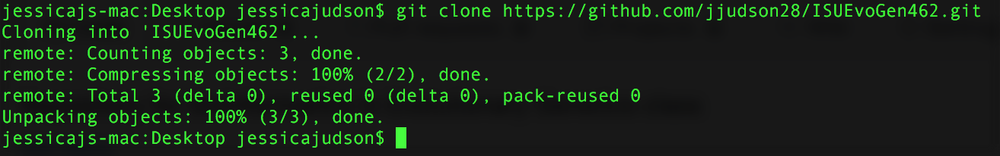 jessicajs-mac:Desktop jessicajudson$ git clone https://github.com/jjudson28/ISUEvoGen462.git
Cloning into 'ISUEvoGen462'...
remote: Counting objects: 3, done.
remote: Compressing objects: 100% (2/2), done.
remote: Total 3 (delta 0), reused 0 (delta 0), pack-reused 0
Unpacking objects: 100% (3/3), done.
jessicajs-mac:Desktop jessicajudson$